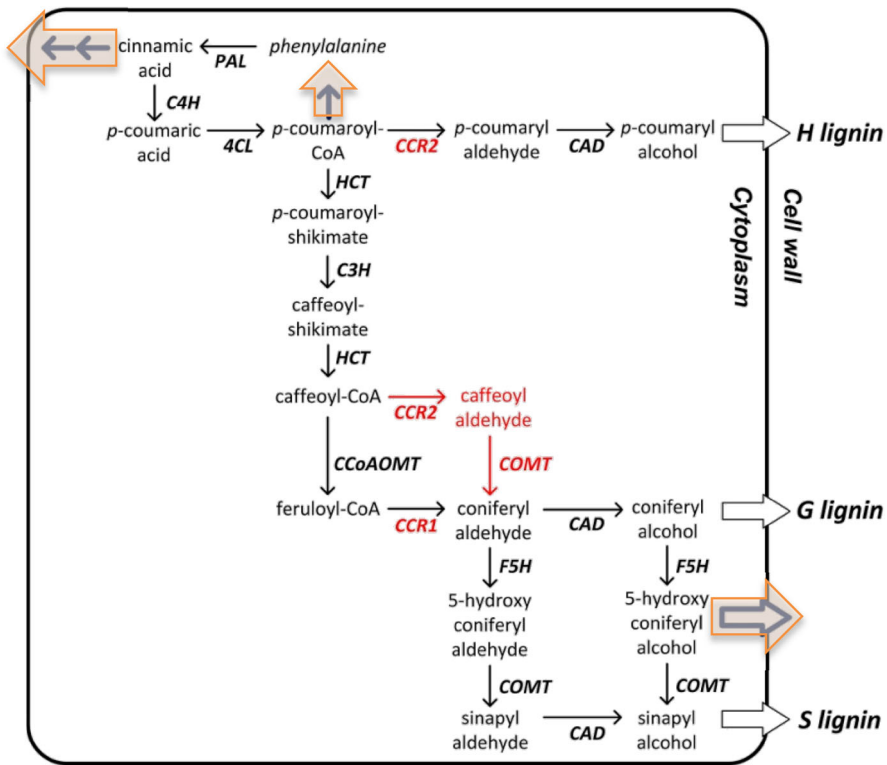 cinnamic
acid
PAL
phenylalanine
C4H
p-coumaric
acid
4CL
p-coumaroyl-
CoA
CCR2
p-coumaryl
aldehyde
CAD
p-coumaryl
alcohol
H lignin
HCT
p-coumaroyl-
shikimate
Cytoplasm
Cell wall
C3H
caffeoyl-
shikimate
HCT
caffeoyl-CoA
CCR2
caffeoyl
aldehyde
CCoAOMT
COMT
feruloyl-CoA
CCR1
coniferyl
aldehyde
CAD
coniferyl
alcohol
G lignin
F5H
F5H
5-hydroxy
coniferyl
aldehyde
5-hydroxy
coniferyl
alcohol
COMT
COMT
sinapyl
aldehyde
CAD
sinapyl
alcohol
S lignin